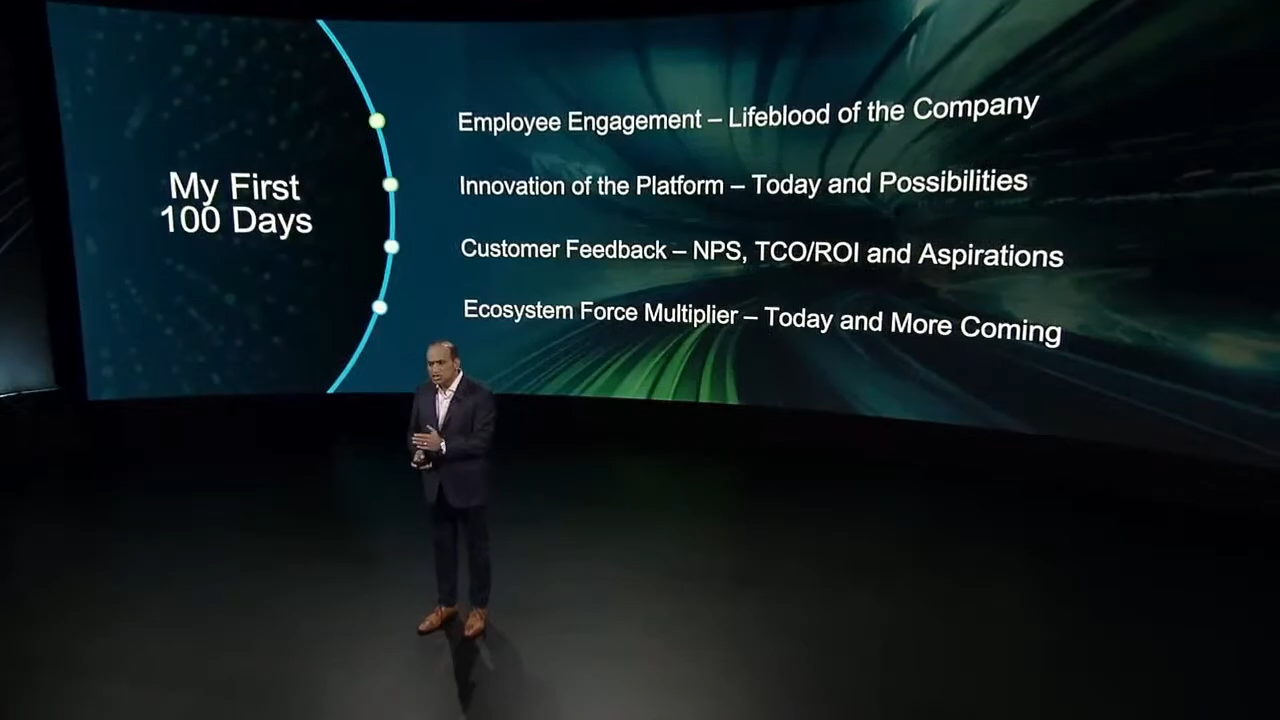 My First
100 Days
Employee Engagement – Lifeblood of the Company
Innovation of the Platform – Today and Possibilities
Customer Feedback – NPS, TCO/ROI and Aspirations
Ecosystem Force Multiplier – Today and More Coming